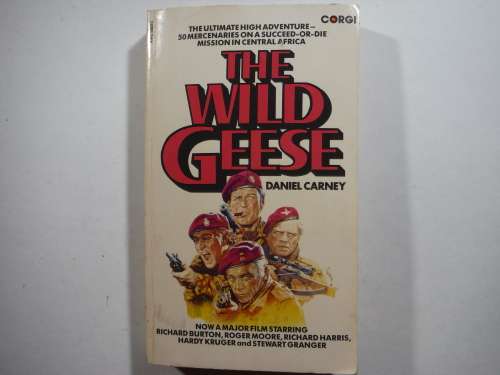 CORGI
THE ULTIMATE HIGH ADVENTURE—
50 MERCENARIES ON A SUCCEED-OR-DIE
MISSION IN CENTRAL AFRICA
THE
WILD
GEESE
DANIEL CARNEY
NOW A MAJOR FILM STARRING
RICHARD BURTON, ROGER MOORE, RICHARD HARRIS,
HARDY KRUGER and STEWART GRANGER